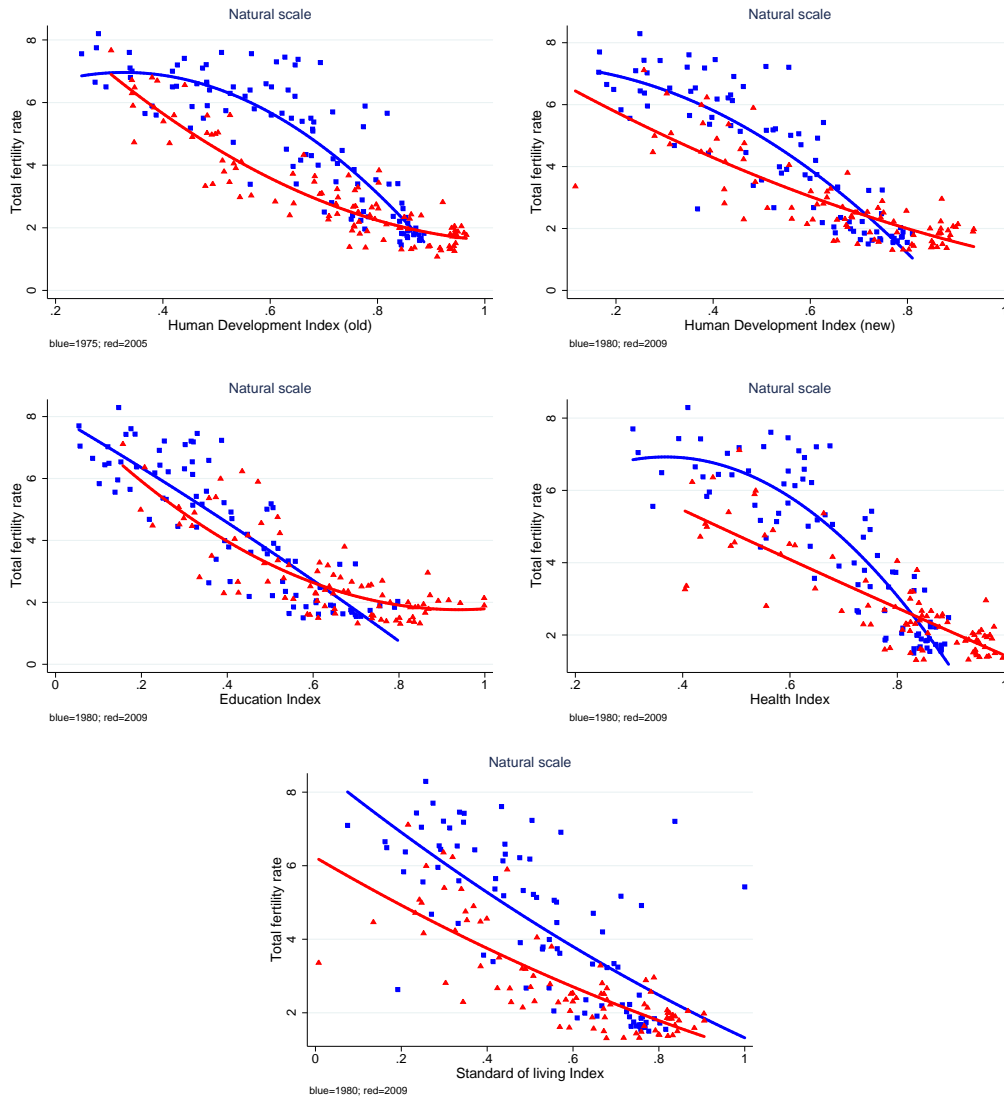 Natural scale
Total fertility rate
8
6
4
2
0
.2 .4 .6 .8 1
Human Development Index (old)
blue=1975; red=2005
Natural scale
Total fertility rate
8
6
4
2
0
.2 .4 .6 .8 1
Human Development Index (new)
blue=1980; red=2009
Natural scale
Total fertility rate
8
6
4
2
0
0 .2 .4 .6 .8 1
Education Index
blue=1980; red=2009
Natural scale
Total fertility rate
8
6
4
2
.2 .4 .6 .8 1
Health Index
blue=1980; red=2009
Natural scale
Total fertility rate
8
6
4
2
0 .2 .4 .6 .8 1
Standard of living Index
blue=1980; red=2009